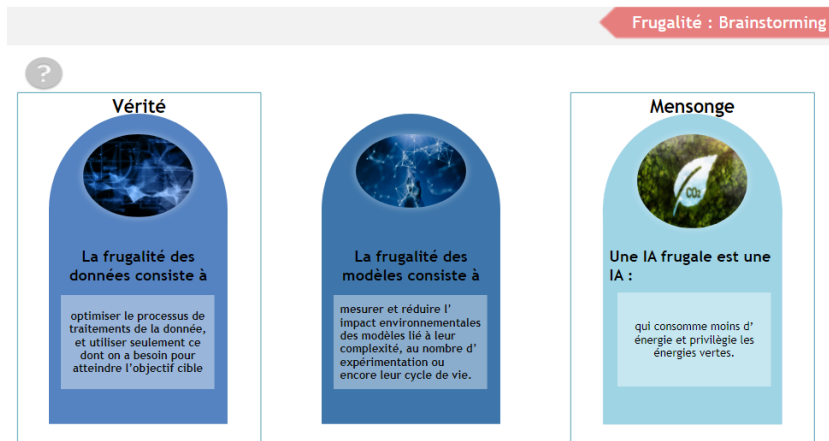 Frugalité : Brainstorming
?
Vérité
La frugalité des
données consiste à
optimiser le processus de
traitements de la donnée,
et utiliser seulement ce
dont on a besoin pour
atteindre l’objectif cible
La frugalité des
modèles consiste à
mesurer et réduire l’
impact environnementales
des modèles lié à leur
complexité, au nombre d’
expérimentation ou
encore leur cycle de vie.
Mensonge
CO₂
Une IA frugale est une
IA :
qui consomme moins d’
énergie et privilègie les
énergies vertes.